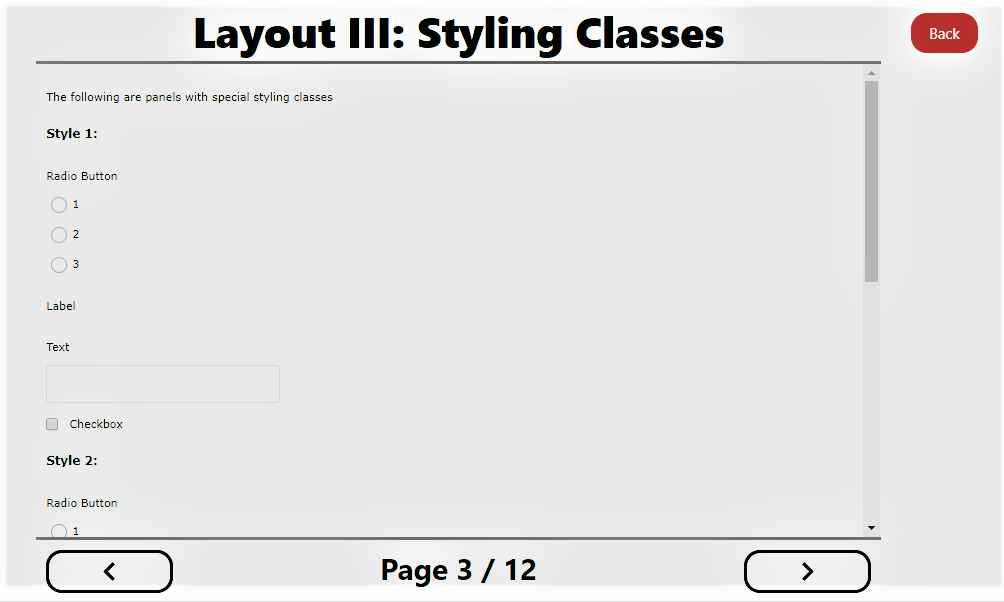 Layout III: Styling Classes
Back
The following are panels with special styling classes
Style 1:
Radio Button
1
2
3
Label
Text
Checkbox
Style 2:
Radio Button
1
Page 3 / 12